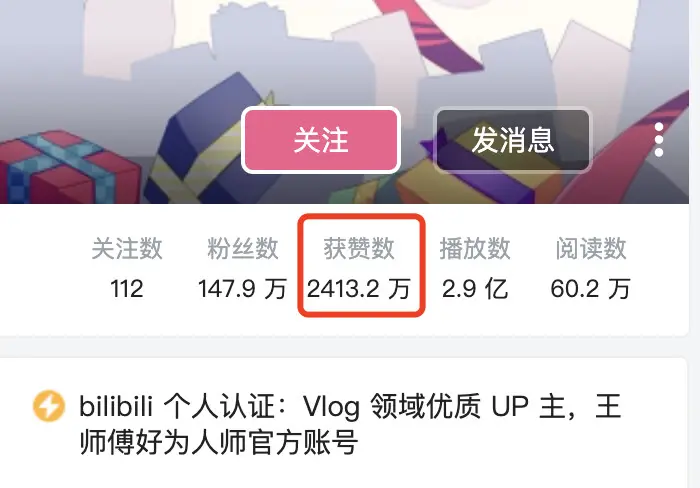 关注 发消息
关注数 粉丝数 获赞数 播放数 阅读数
112 147.9 万 2413.2 万 2.9 亿 60.2 万
bilibili 个人认证：Vlog 领域优质 UP 主，王
师傅好为人师官方账号